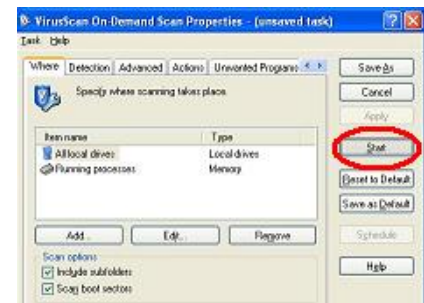 VirusScan On-Demand Scan Properties - (unsaved task)
Task Help
Where Detection Advanced Actions Unwanted Programs
Specify where scanning takes place.
Item name Type
All local drives Local drives
Running processes Memory
Add... Edit... Remove
Scan options
Include subfolders
Scan boot sectors
Save As
Cancel
Apply
Start
Reset to Default
Save as Default
Schedule
Help